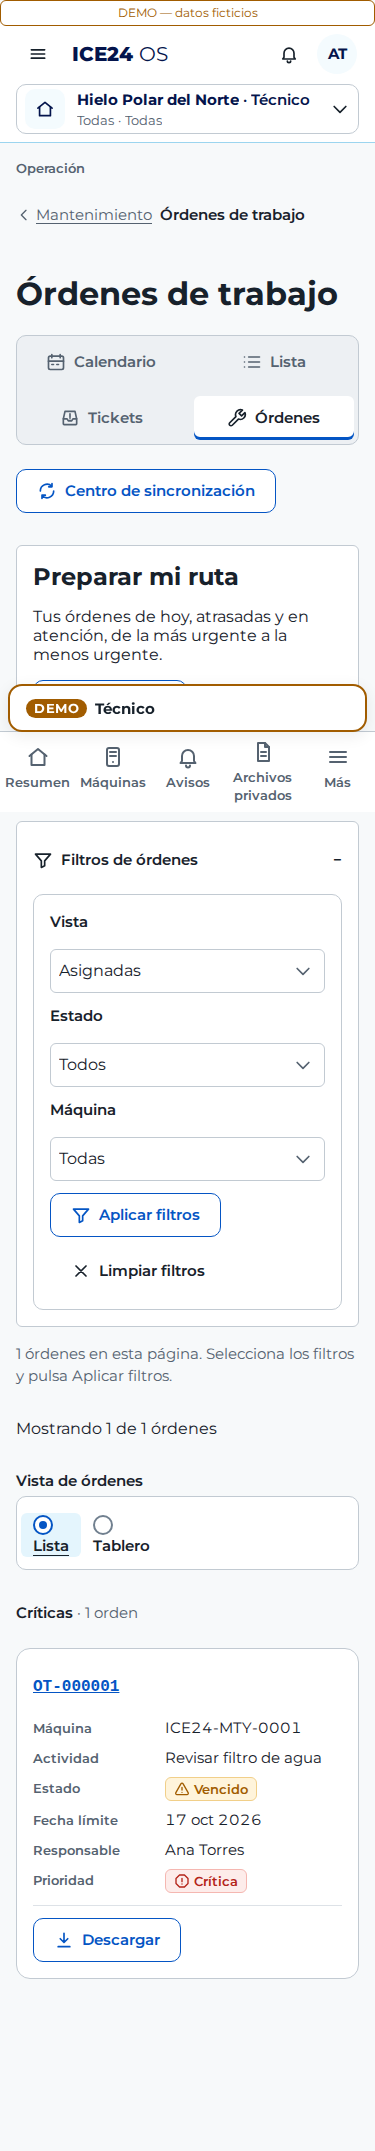 DEMO — datos ficticios
ICE24 OS
AT
Hielo Polar del Norte · Técnico
Todas · Todas
Operación
Mantenimiento Órdenes de trabajo
Órdenes de trabajo
Calendario
Lista
Tickets
Órdenes
Centro de sincronización
Preparar mi ruta
Tus órdenes de hoy, atrasadas y en
atención, de la más urgente a la
menos urgente.
DEMO Técnico
Resumen
Máquinas
Avisos
Archivos
privados
Más
Filtros de órdenes
Vista
Asignadas
Estado
Todos
Máquina
Todas
Aplicar filtros
Limpiar filtros
1 órdenes en esta página. Selecciona los filtros
y pulsa Aplicar filtros.
Mostrando 1 de 1 órdenes
Vista de órdenes
Lista
Tablero
Críticas · 1 orden
OT-000001
Máquina ICE24-MTY-0001
Actividad Revisar filtro de agua
Estado Vencido
Fecha límite 17 oct 2026
Responsable Ana Torres
Prioridad Crítica
Descargar